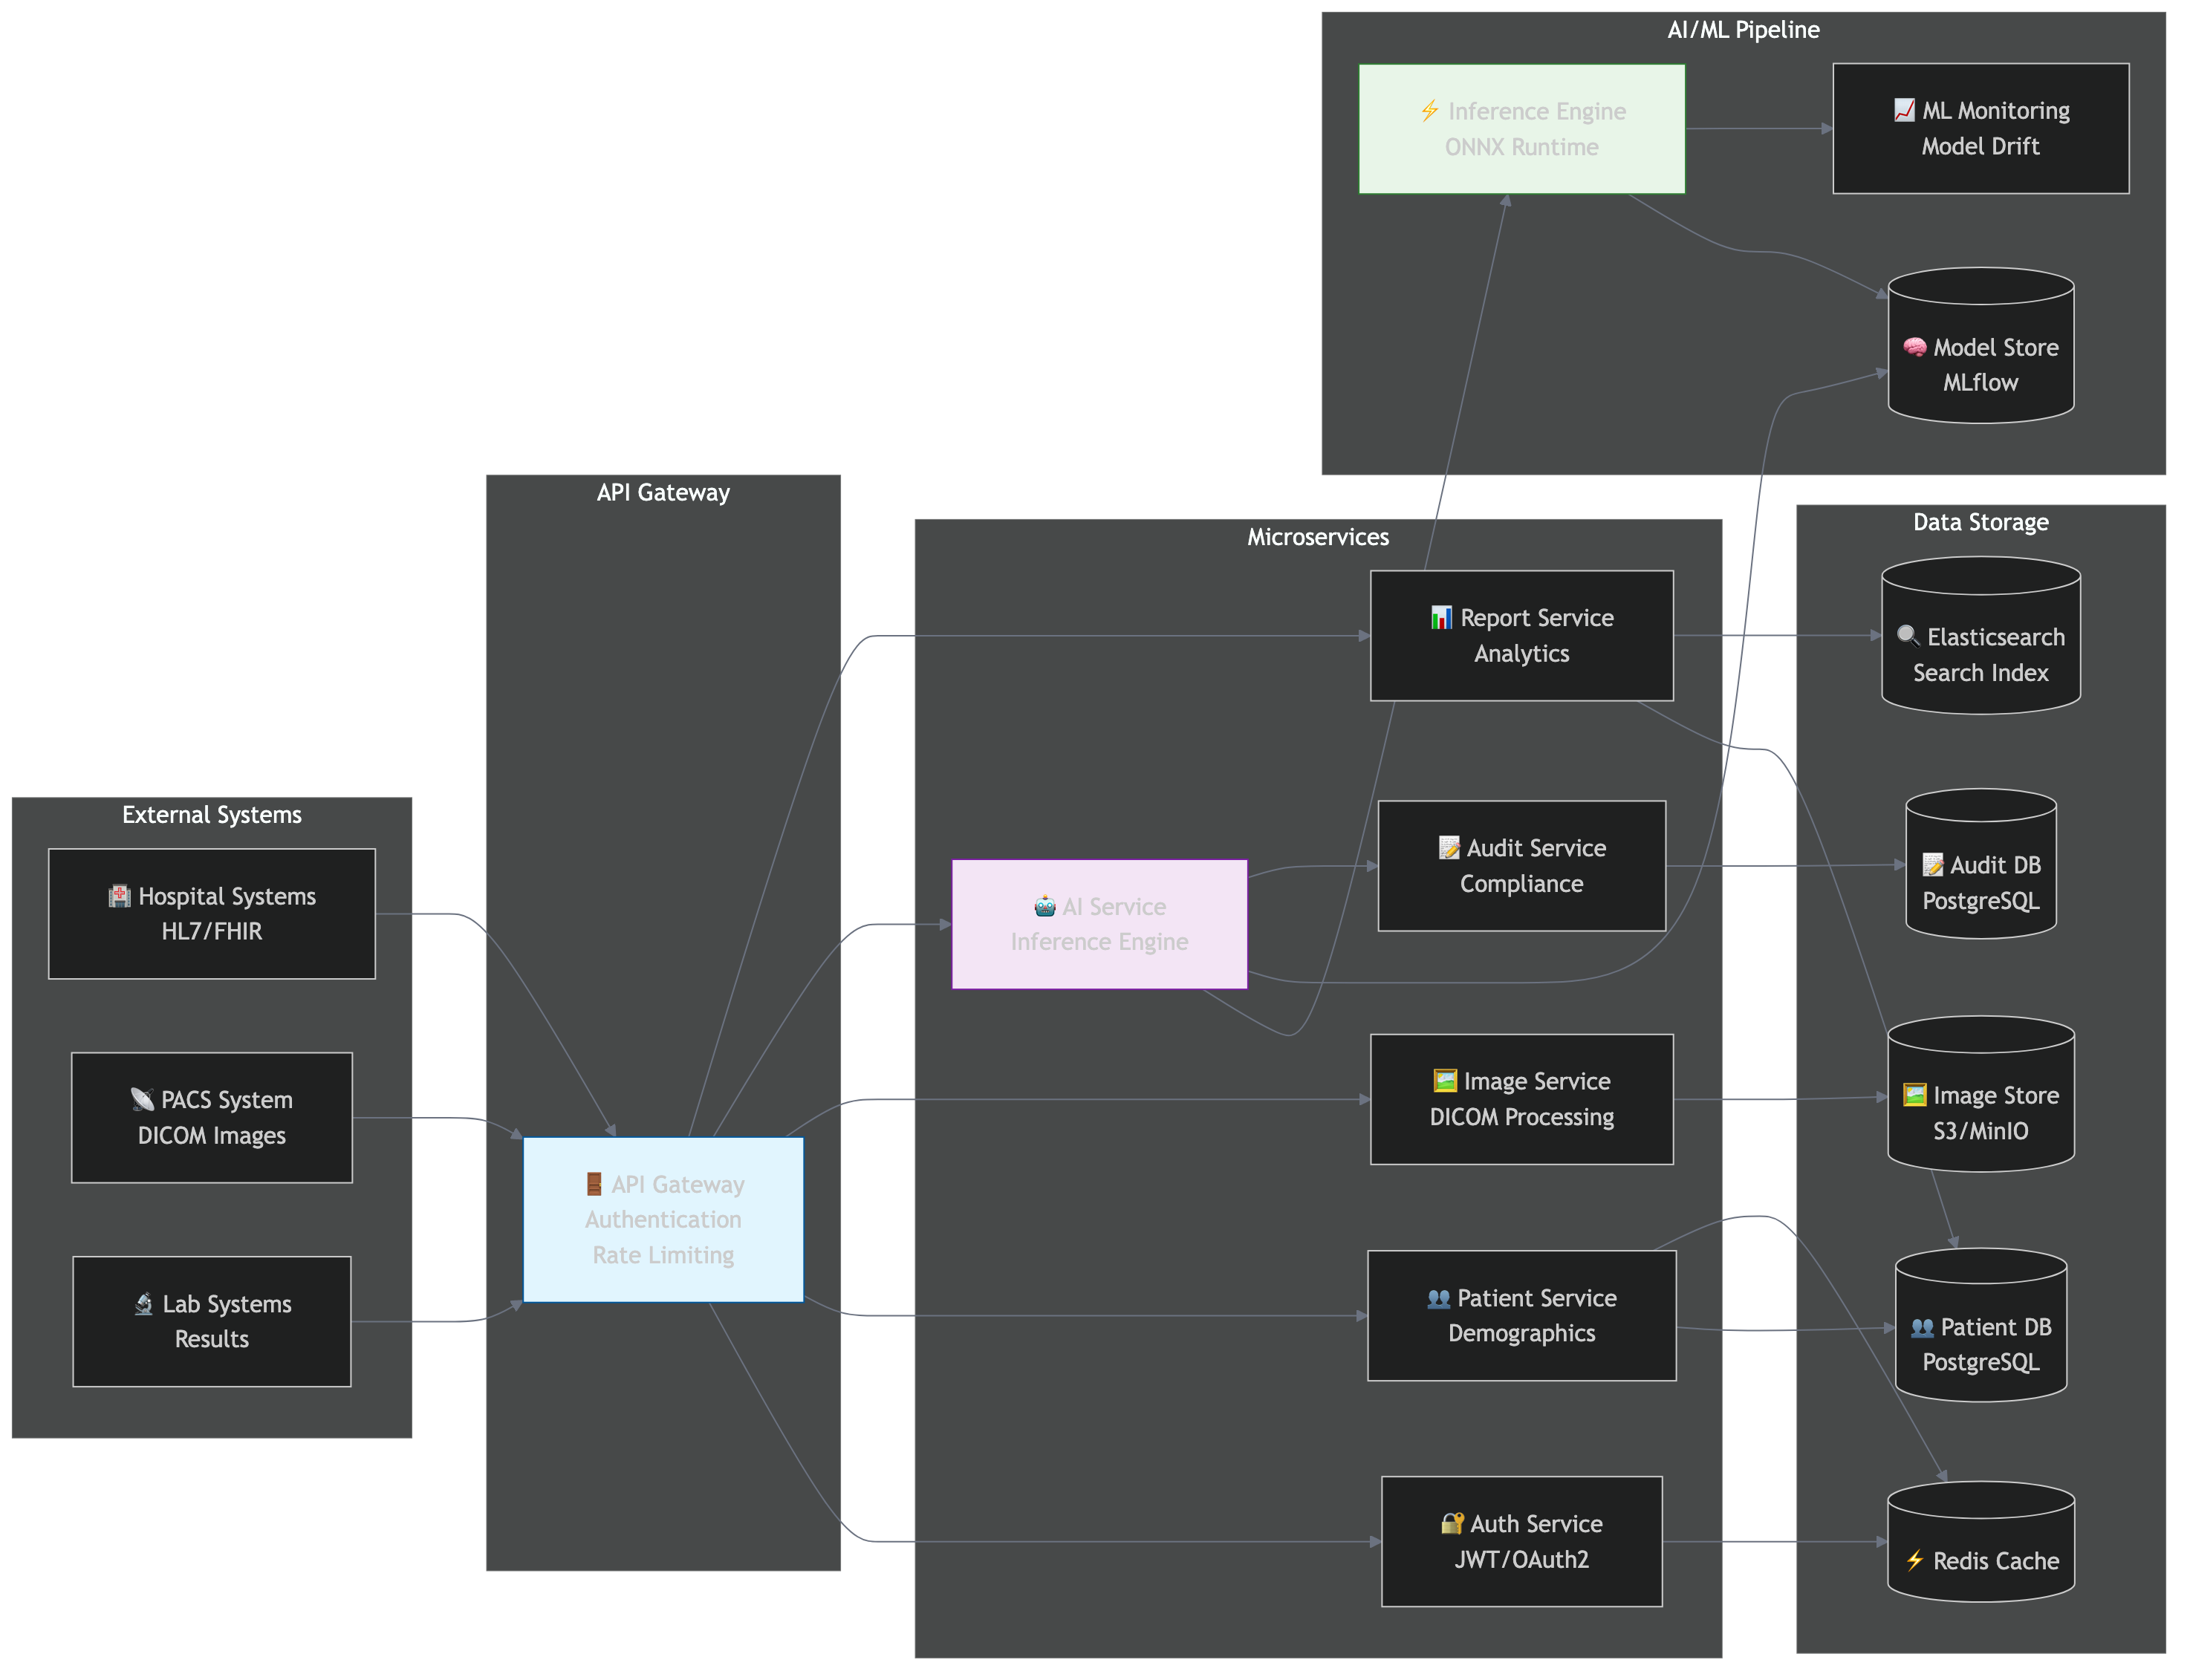 AI/ML Pipeline
⚡ Inference Engine
ONNX Runtime
📈 ML Monitoring
Model Drift
🧠 Model Store
MLflow
API Gateway
🚪 API Gateway
Authentication
Rate Limiting
Microservices
📊 Report Service
Analytics
📝 Audit Service
Compliance
🤖 AI Service
Inference Engine
🖼️ Image Service
DICOM Processing
👥 Patient Service
Demographics
🔐 Auth Service
JWT/OAuth2
Data Storage
🔍 Elasticsearch
Search Index
📝 Audit DB
PostgreSQL
🖼️ Image Store
S3/MinIO
👥 Patient DB
PostgreSQL
⚡ Redis Cache
External Systems
🏥 Hospital Systems
HL7/FHIR
📡 PACS System
DICOM Images
🔬 Lab Systems
Results